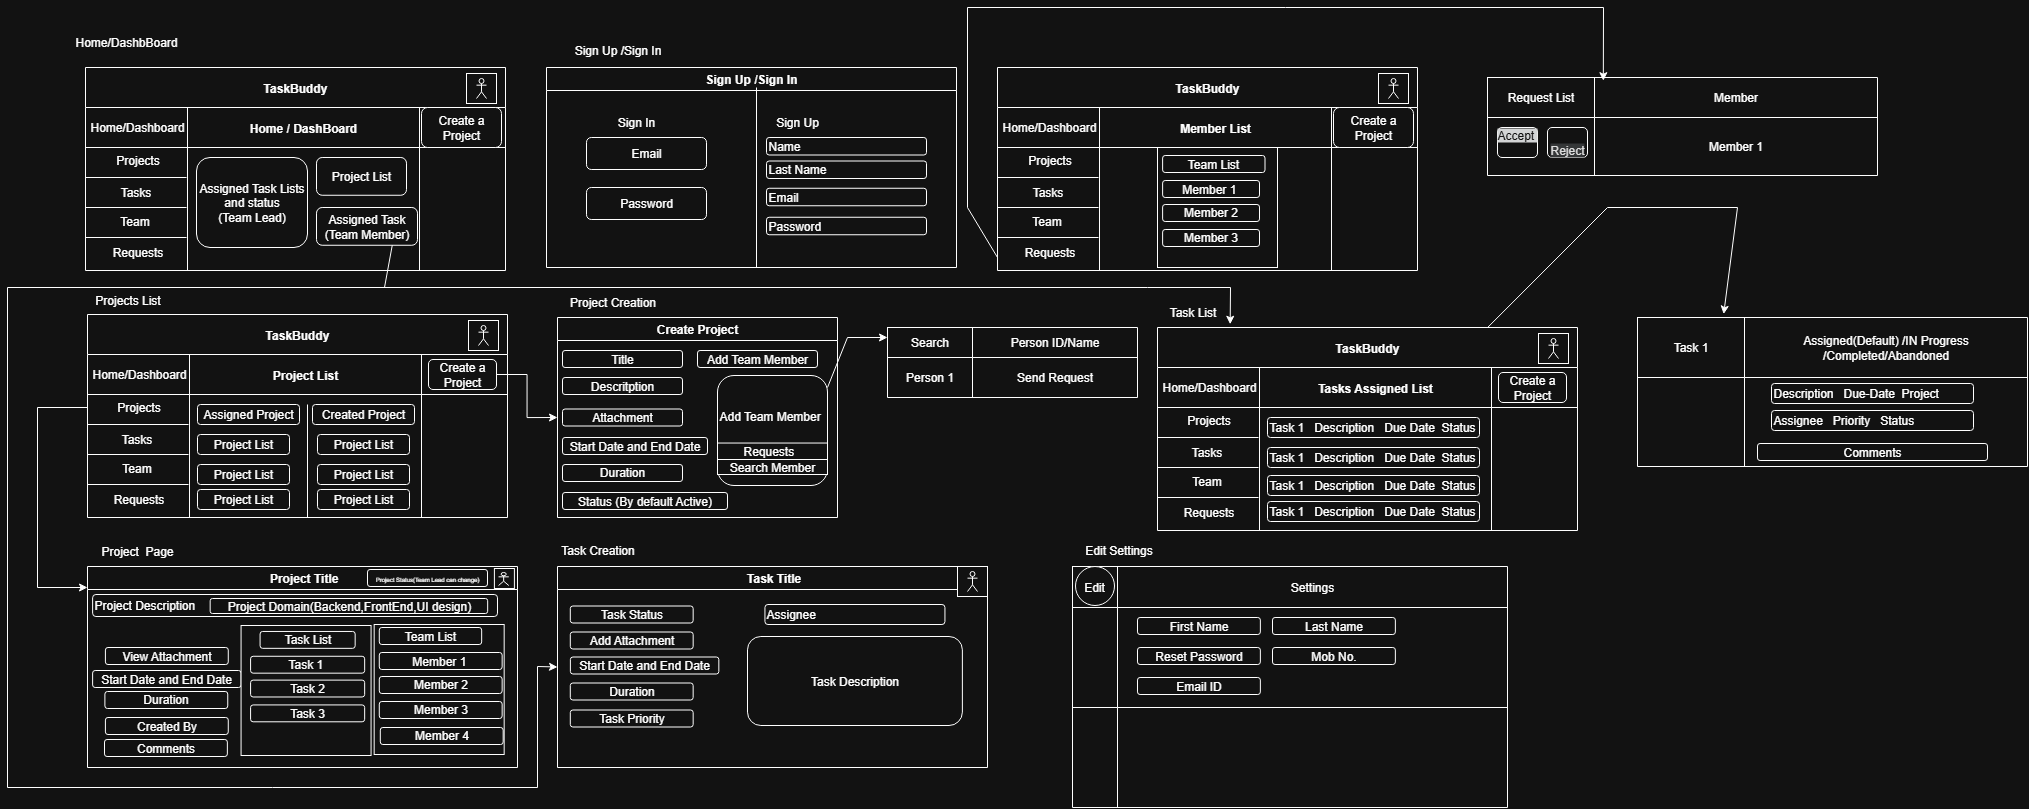 Home/DashbBoard
TaskBuddy
Home/Dashboard
Home / DashBoard
Create a
Project
Projects
Tasks
Team
Requests
Assigned Task Lists
and status
(Team Lead)
Project List
Assigned Task
(Team Member)
Sign Up /Sign In
Sign Up /Sign In
Sign In
Email
Password
Sign Up
Name
Last Name
Email
Password
TaskBuddy
Home/Dashboard
Member List
Create a
Project
Projects
Tasks
Team
Requests
Team List
Member 1
Member 2
Member 3
Request List
Member
Accept
Reject
Member 1
Projects List
TaskBuddy
Home/Dashboard
Project List
Create a
Project
Projects
Tasks
Team
Requests
Assigned Project
Created Project
Project List
Project List
Project List
Project List
Project List
Project List
Project Creation
Create Project
Title
Descritption
Attachment
Start Date and End Date
Duration
Status (By default Active)
Add Team Member
Add Team Member
Requests
Search Member
Search
Person ID/Name
Person 1
Send Request
Task List
TaskBuddy
Home/Dashboard
Tasks Assigned List
Create a
Project
Projects
Tasks
Team
Requests
Task 1 Description Due Date Status
Task 1 Description Due Date Status
Task 1 Description Due Date Status
Task 1 Description Due Date Status
Task 1
Assigned(Default) /IN Progress
/Completed/Abandoned
Description Due-Date Project
Assignee Priority Status
Comments
Project Page
Project Title
Project Status(Team Lead can change)
Project Description
Project Domain(Backend,FrontEnd,UI design)
View Attachment
Start Date and End Date
Duration
Created By
Comments
Task List
Task 1
Task 2
Task 3
Team List
Member 1
Member 2
Member 3
Member 4
Task Creation
Task Title
Task Status
Add Attachment
Start Date and End Date
Duration
Task Priority
Assignee
Task Description
Edit Settings
Edit
Settings
First Name
Last Name
Reset Password
Mob No.
Email ID